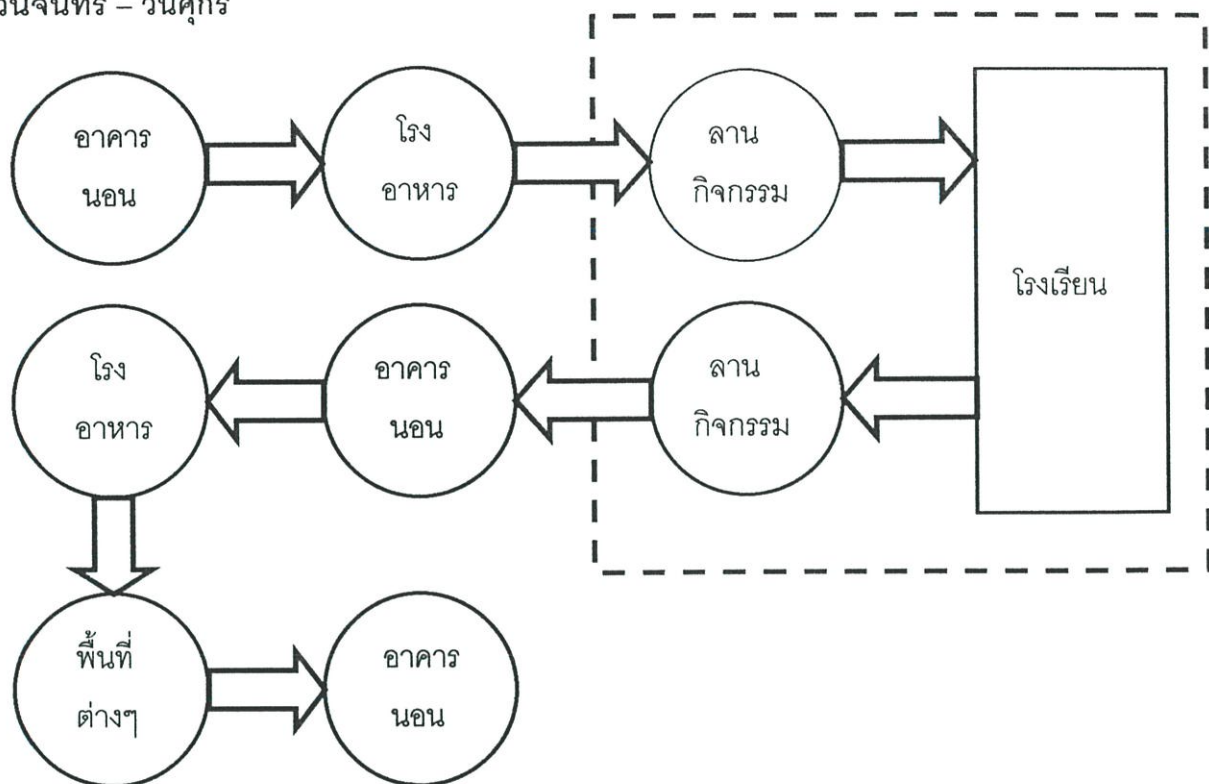 วันจันทร์ – วันศุกร์
อาคาร
นอน
โรง
อาหาร
ลาน
กิจกรรม
โรงเรียน
โรง
อาหาร
อาคาร
นอน
ลาน
กิจกรรม
พื้นที่
ต่างๆ
อาคาร
นอน